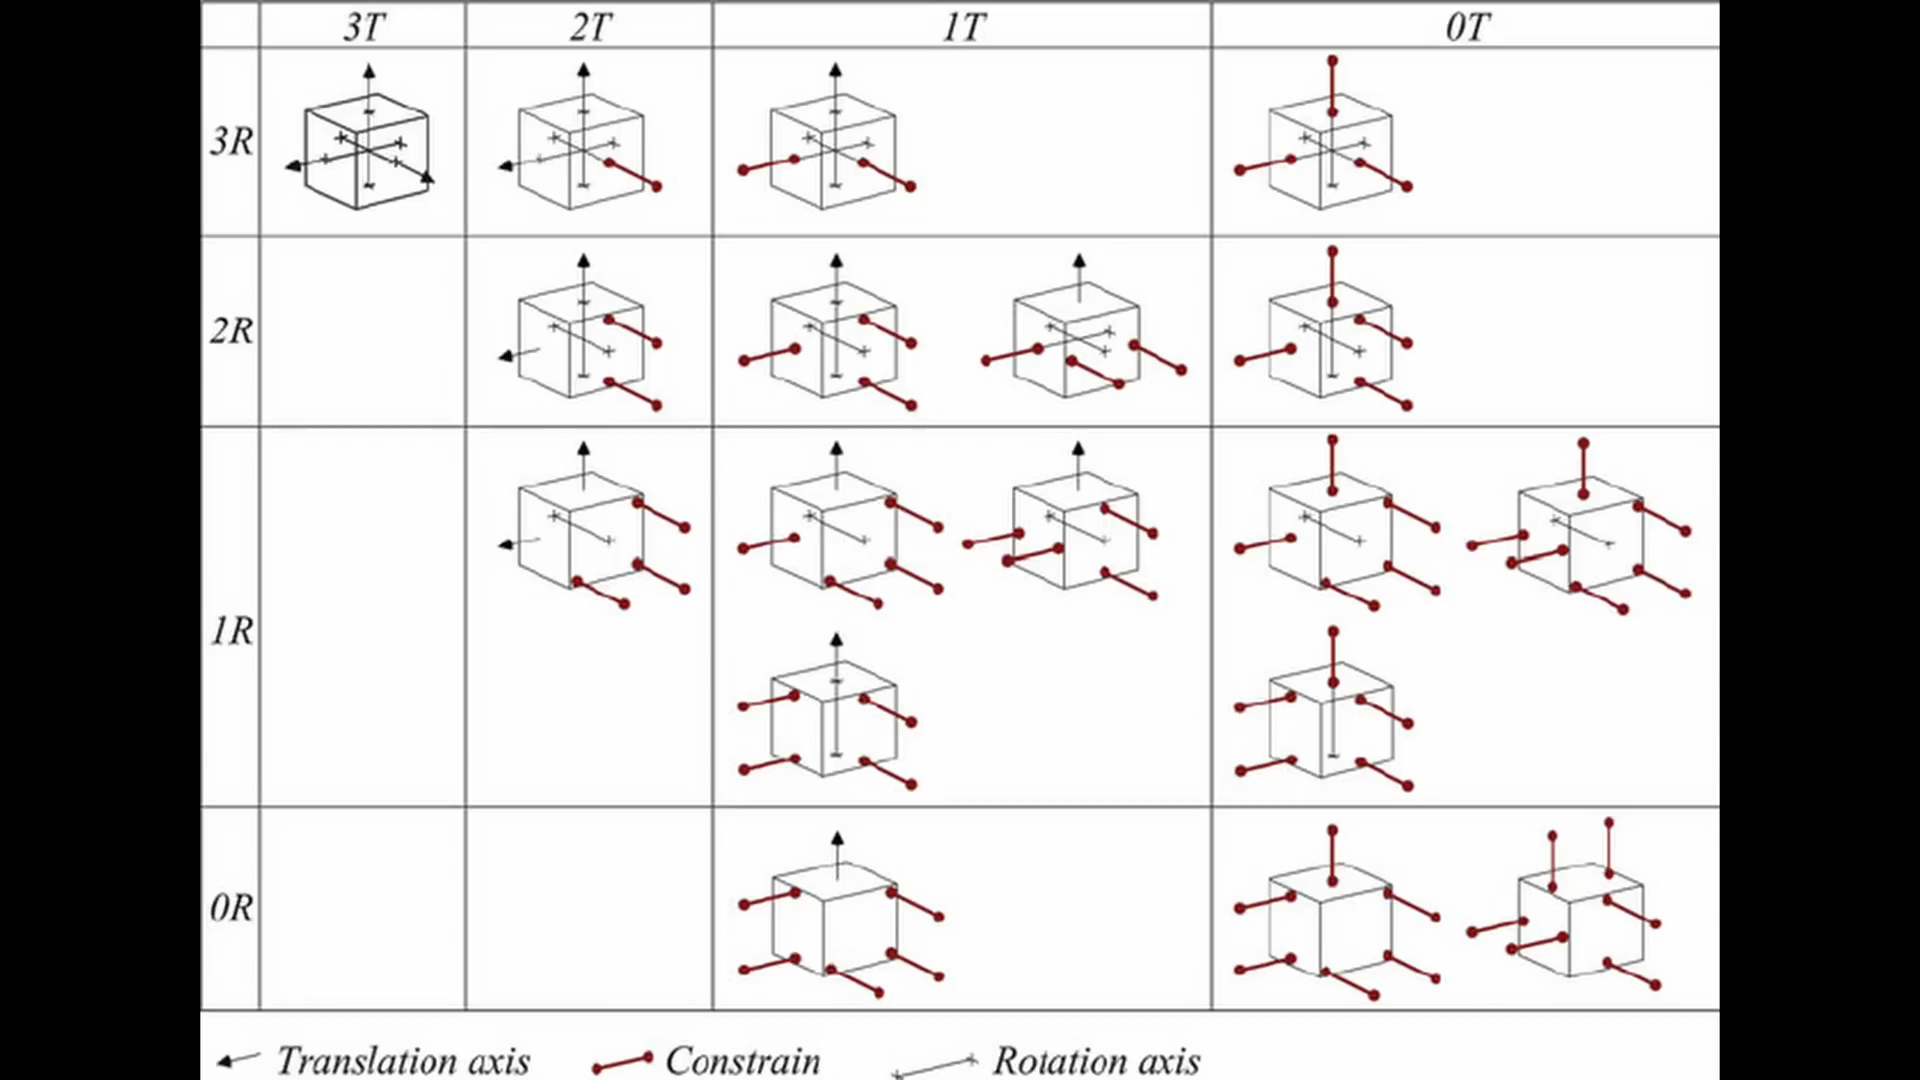 3T 2T 1T 0T
3R
2R
1R
0R
Translation axis Constrain Rotation axis